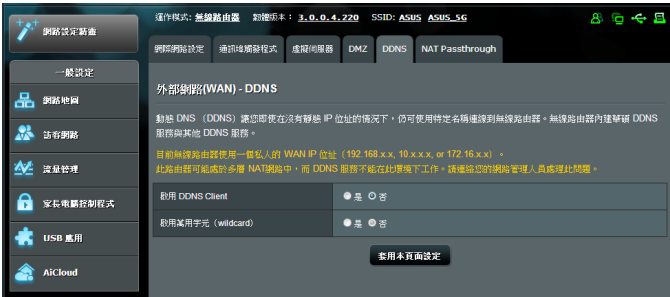 網路設定精靈
運作模式: 無線路由器 韌體版本: 3.0.0.4.220 SSID: ASUS ASUS_5G
網際網路設定 通訊埠觸發程式 虛擬伺服器 DMZ DDNS NAT Passthrough
一般設定
網路地圖
訪客網路
流量管理
家長電腦控制程式
USB 應用
AiCloud
外部網路(WAN) - DDNS
動態 DNS （DDNS）讓您即使在沒有靜態 IP 位址的情況下，仍可使用特定名稱連線到無線路由器。無線路由器內建華碩 DDNS
服務與其他 DDNS 服務。
目前無線路由器使用一個私人的 WAN IP 位址（192.168.x.x, 10.x.x.x, or 172.16.x.x）。
此路由器可能處於多層 NAT網路中，而 DDNS 服務不能在此環境下工作。請連絡您的網路管理人員處理此問題。
啟用 DDNS Client 是 否
啟用萬用字元（wildcard） 是 否
套用本頁面設定